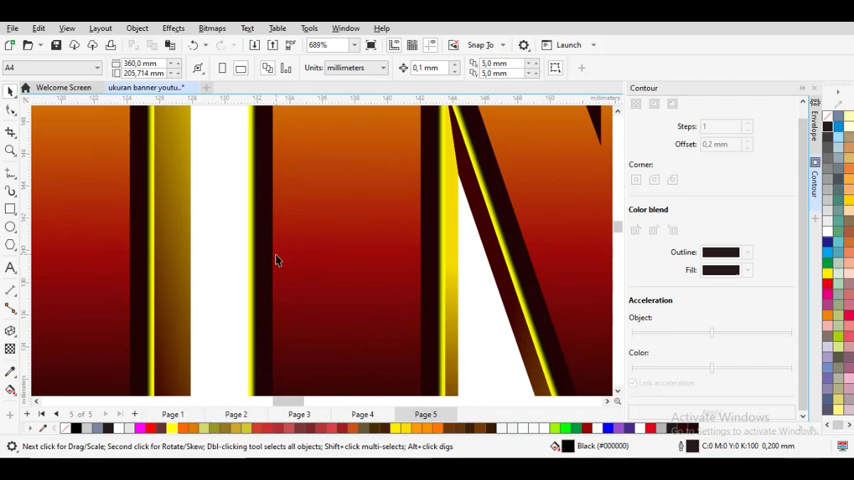 File Edit View Layout Object Effects Bitmaps Text Table Tools Window Help
689% Snap To Launch
A4 360,0 mm 205,714 mm Units: millimeters 0,1 mm 5,0 mm 5,0 mm
Welcome Screen ukuran banner youtu..* Contour
millimeters
Steps: 1
Offset: 0,2 mm
Corner:
Color blend
Outline:
Fill:
Acceleration
Object:
Color:
Lock acceleration
Envelope
Contour
5 of 5 Page 1 Page 2 Page 3 Page 4 Page 5
Activate Windows
Go to Settings to activate Windows.
Next click for Drag/Scale; Second click for Rotate/Skew; Dbl-clicking tool selects all objects; Shift+click multi-selects; Alt+click digs Black (#000000) C:0 M:0 Y:0 K:100 0,200 mm